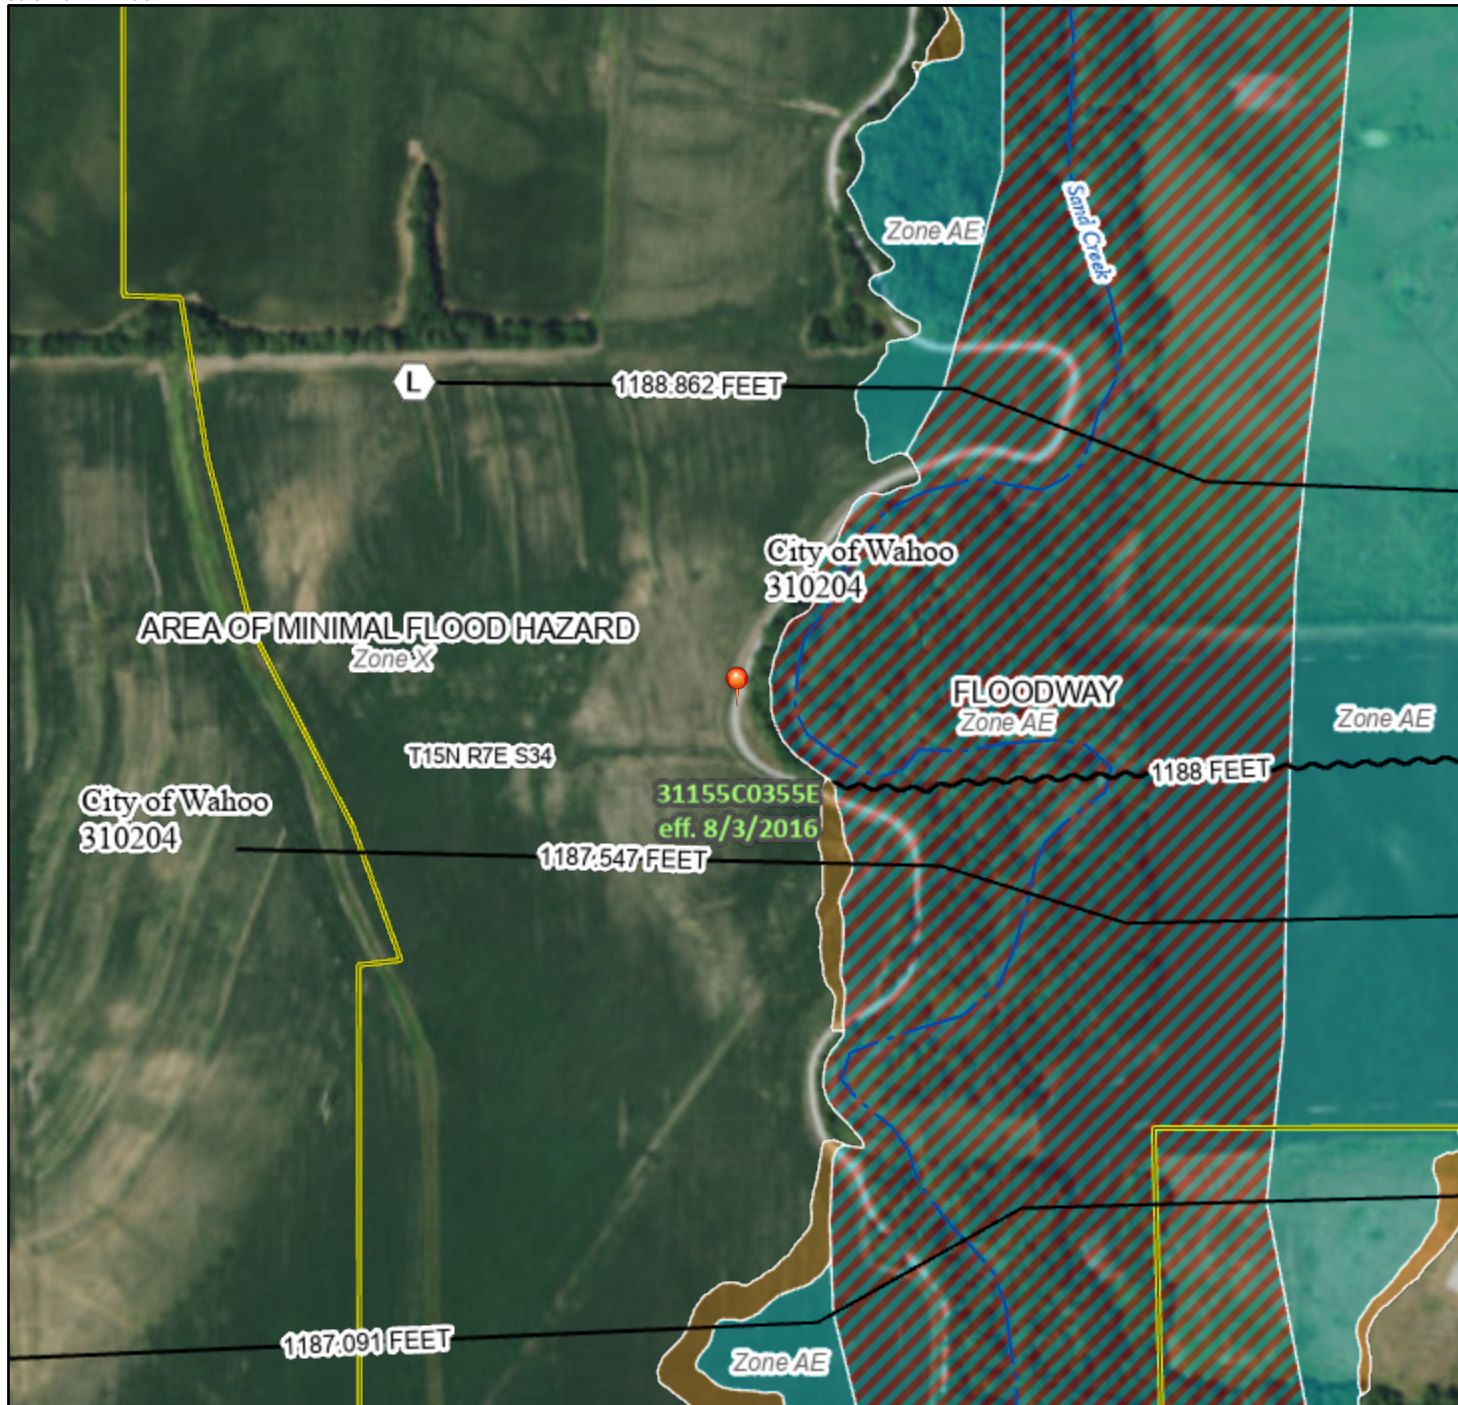 Zone AE
Sand Creek
L
1188.862 FEET
City of Wahoo
310204
AREA OF MINIMAL FLOOD HAZARD
Zone X
FLOODWAY
Zone AE
Zone AE
T15N R7E S34
1188 FEET
City of Wahoo
310204
31155C0355E
eff. 8/3/2016
1187.547 FEET
1187.091 FEET
Zone AE